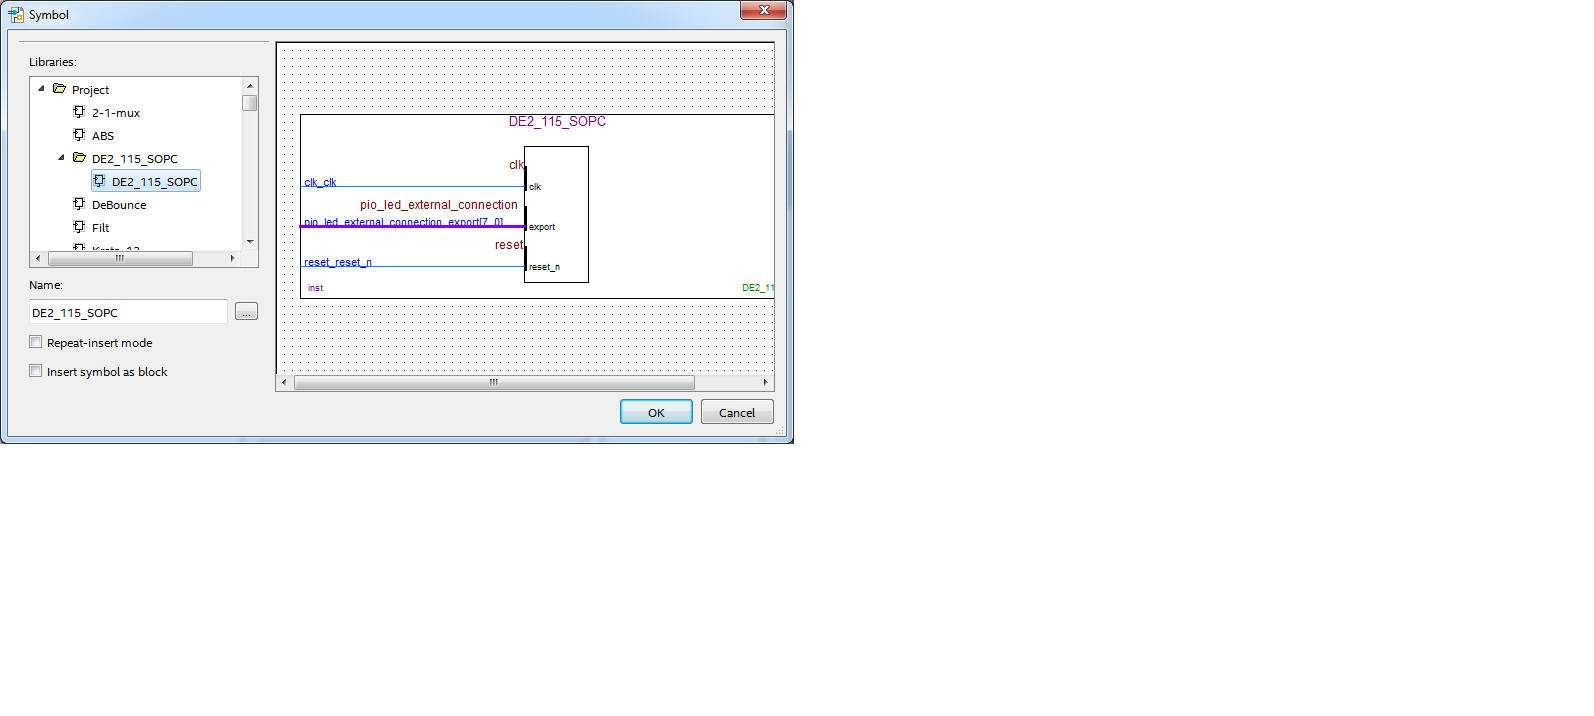 Symbol
Libraries:
Project
2-1-mux
ABS
DE2_115_SOPC
DE2_115_SOPC
DeBounce
Filt
Name:
DE2_115_SOPC
...
Repeat-insert mode
Insert symbol as block
DE2_115_SOPC
clk
clk_clk
clk
pio_led_external_connection
pio_led_external_connection_export[7..0]
export
reset
reset_reset_n
reset_n
inst
DE2_11
OK
Cancel